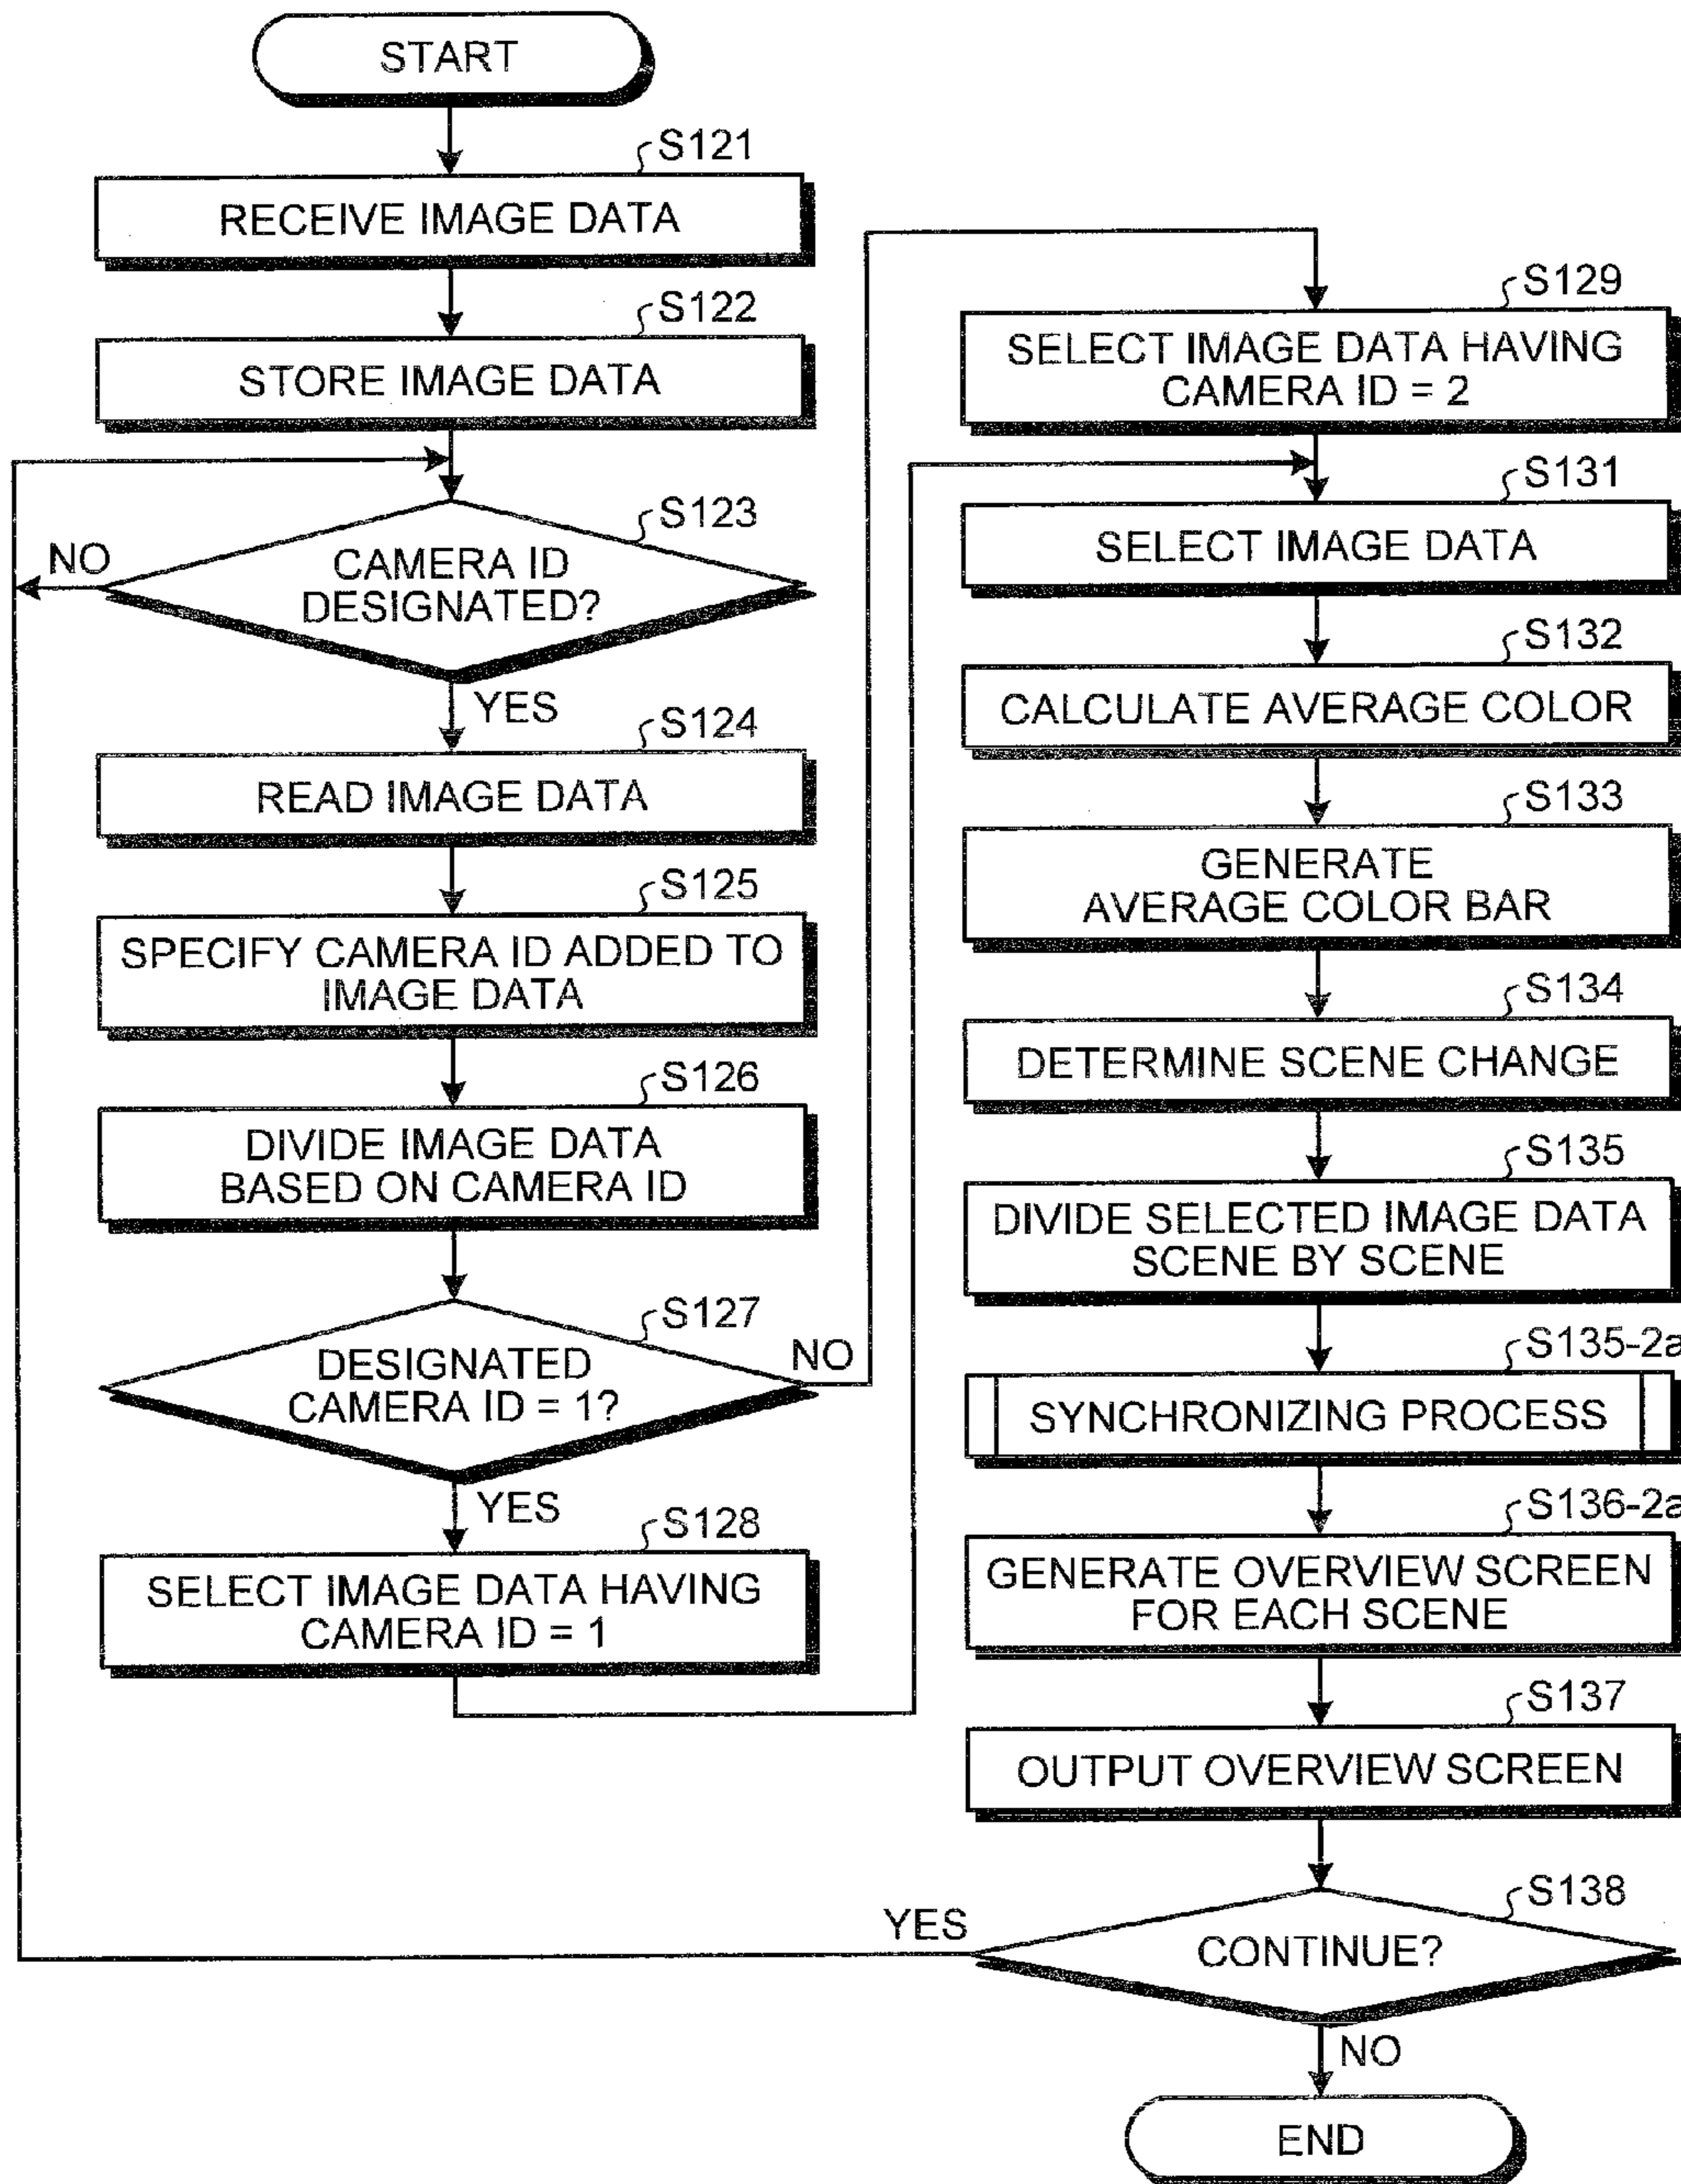 START
S121
RECEIVE IMAGE DATA
S122
STORE IMAGE DATA
S123
CAMERA ID
DESIGNATED?
NO
YES
S124
READ IMAGE DATA
S125
SPECIFY CAMERA ID ADDED TO
IMAGE DATA
S126
DIVIDE IMAGE DATA
BASED ON CAMERA ID
S127
DESIGNATED
CAMERA ID = 1?
NO
YES
S128
SELECT IMAGE DATA HAVING
CAMERA ID = 1
S129
SELECT IMAGE DATA HAVING
CAMERA ID = 2
S131
SELECT IMAGE DATA
S132
CALCULATE AVERAGE COLOR
S133
GENERATE
AVERAGE COLOR BAR
S134
DETERMINE SCENE CHANGE
S135
DIVIDE SELECTED IMAGE DATA
SCENE BY SCENE
S135-2a
SYNCHRONIZING PROCESS
S136-2a
GENERATE OVERVIEW SCREEN
FOR EACH SCENE
S137
OUTPUT OVERVIEW SCREEN
S138
YES
CONTINUE?
NO
END